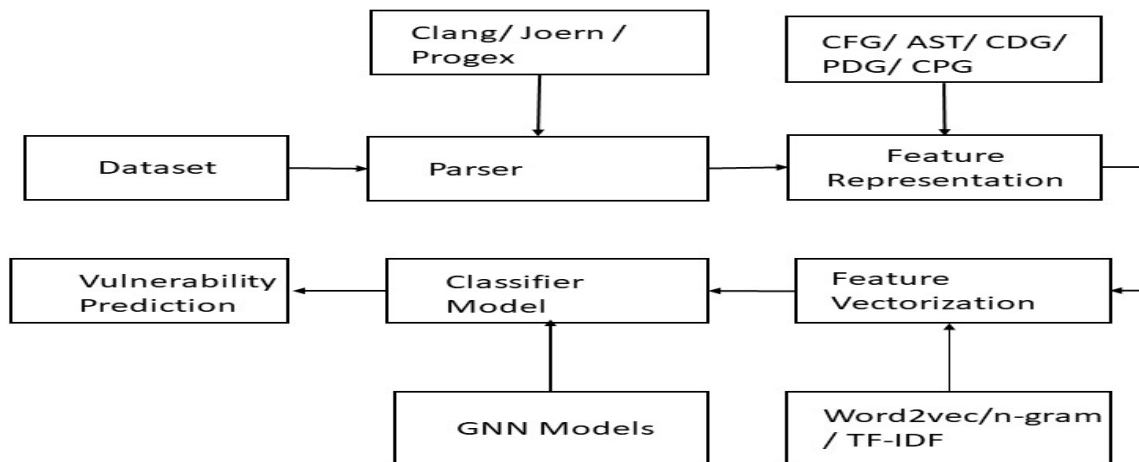 Clang/ Joern /
Progex
CFG/ AST/ CDG/
PDG/ CPG
Dataset
Parser
Feature
Representation
Vulnerability
Prediction
Classifier
Model
Feature
Vectorization
GNN Models
Word2vec/n-gram
/ TF-IDF